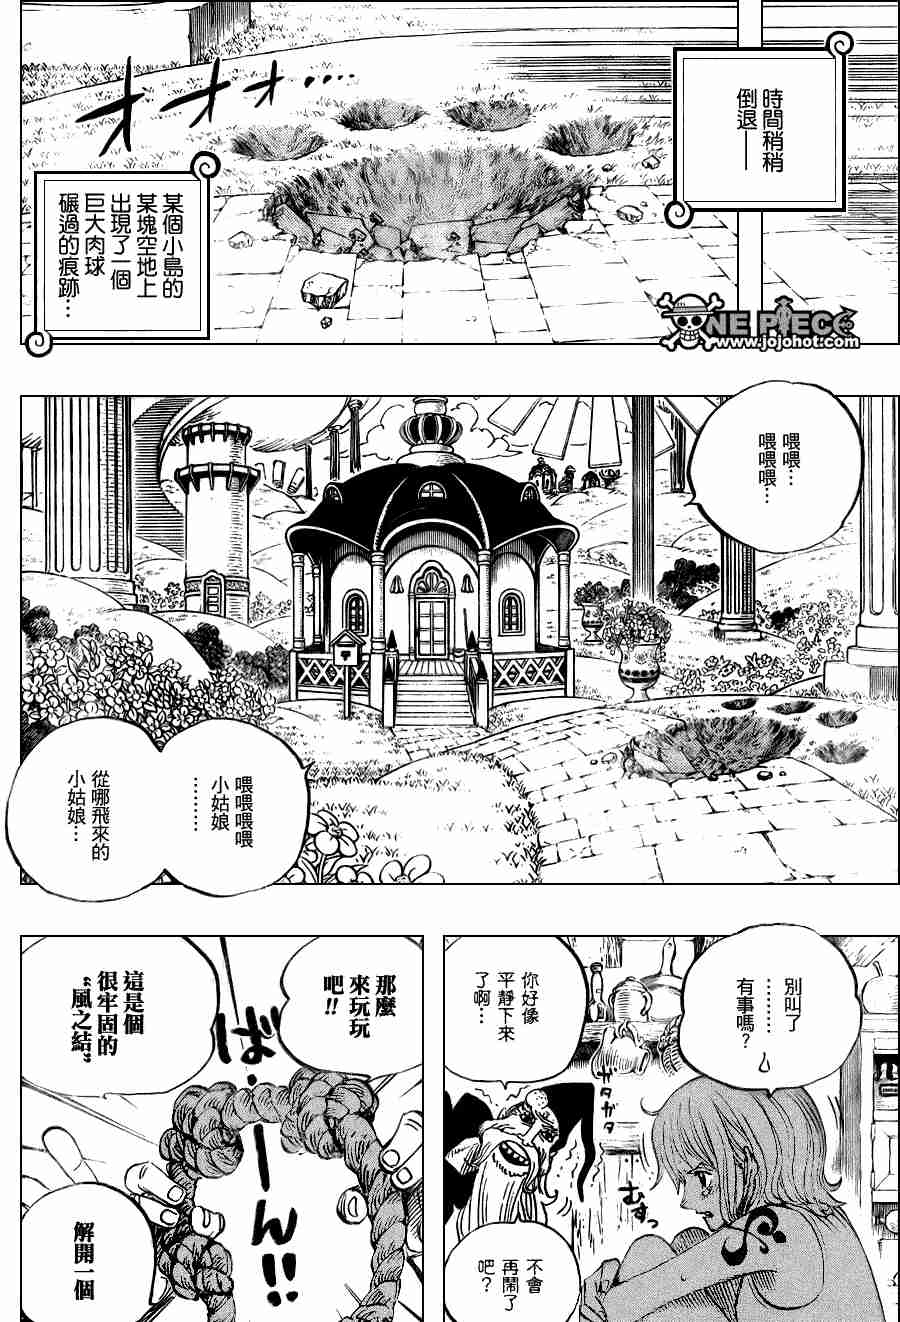 時間稍稍
倒退——
オオオ‥‥
某個小島的
某塊空地上
出現了一個
巨大肉球
碾過的痕跡…
ONE PIECE
www.jojohot.com
喂喂…
喂喂喂…
喂喂喂喂
小姑娘
………
從哪飛來的
小姑娘…
別叫了
………
有事嗎？
你好像
平靜下來
了啊…
ガタガタ
むすっ
不會
再鬧了
吧？
那麼
來玩玩
吧!!
ば、ーん!!
這是個
很牢固的
“風之結”
解開一個